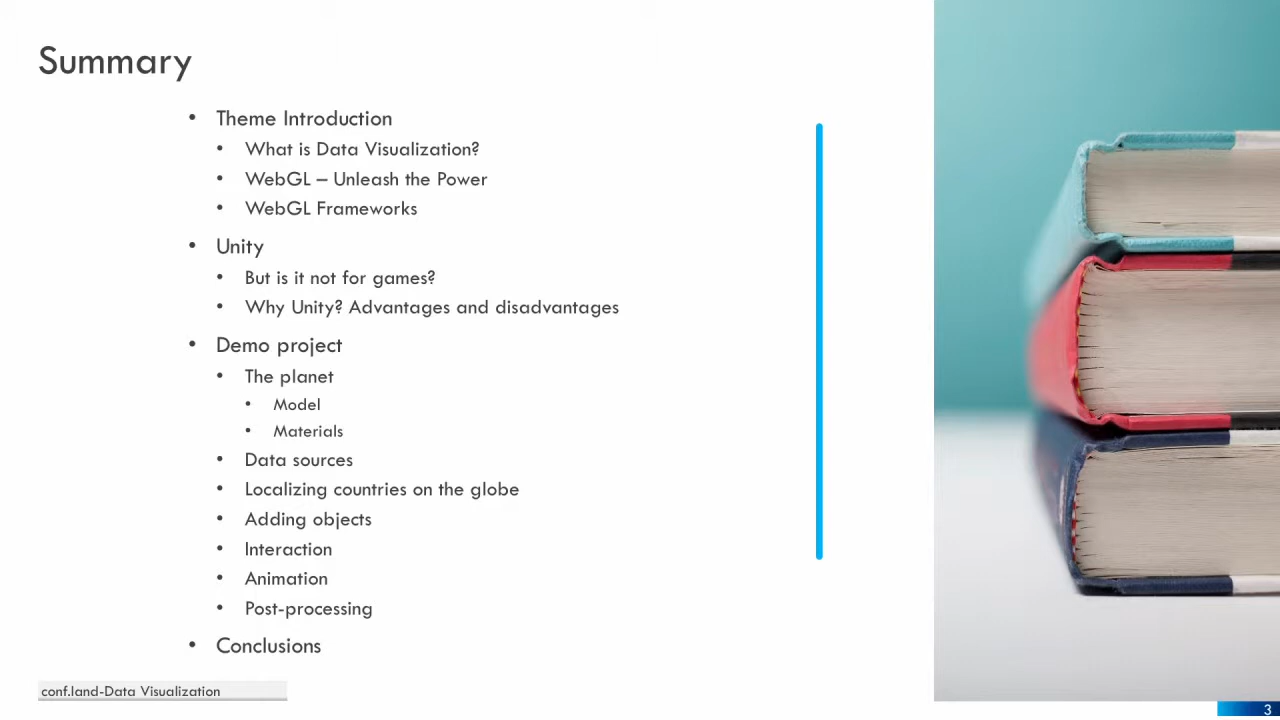 Summary
• Theme Introduction
• What is Data Visualization?
• WebGL – Unleash the Power
• WebGL Frameworks
• Unity
• But is it not for games?
• Why Unity? Advantages and disadvantages
• Demo project
• The planet
• Model
• Materials
• Data sources
• Localizing countries on the globe
• Adding objects
• Interaction
• Animation
• Post-processing
• Conclusions
conf.land-Data Visualization
3